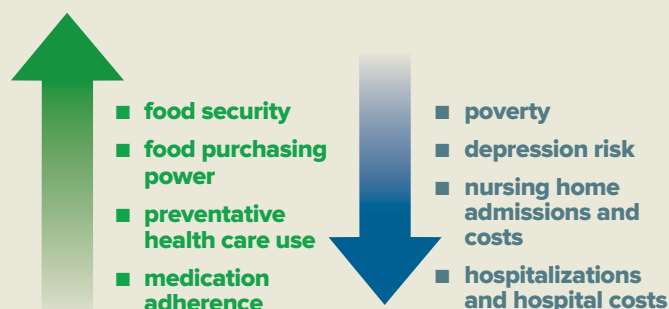 ■ food security
■ food purchasing
power
■ preventative
health care use
■ medication
adherence
■ poverty
■ depression risk
■ nursing home
admissions and
costs
■ hospitalizations
and hospital costs